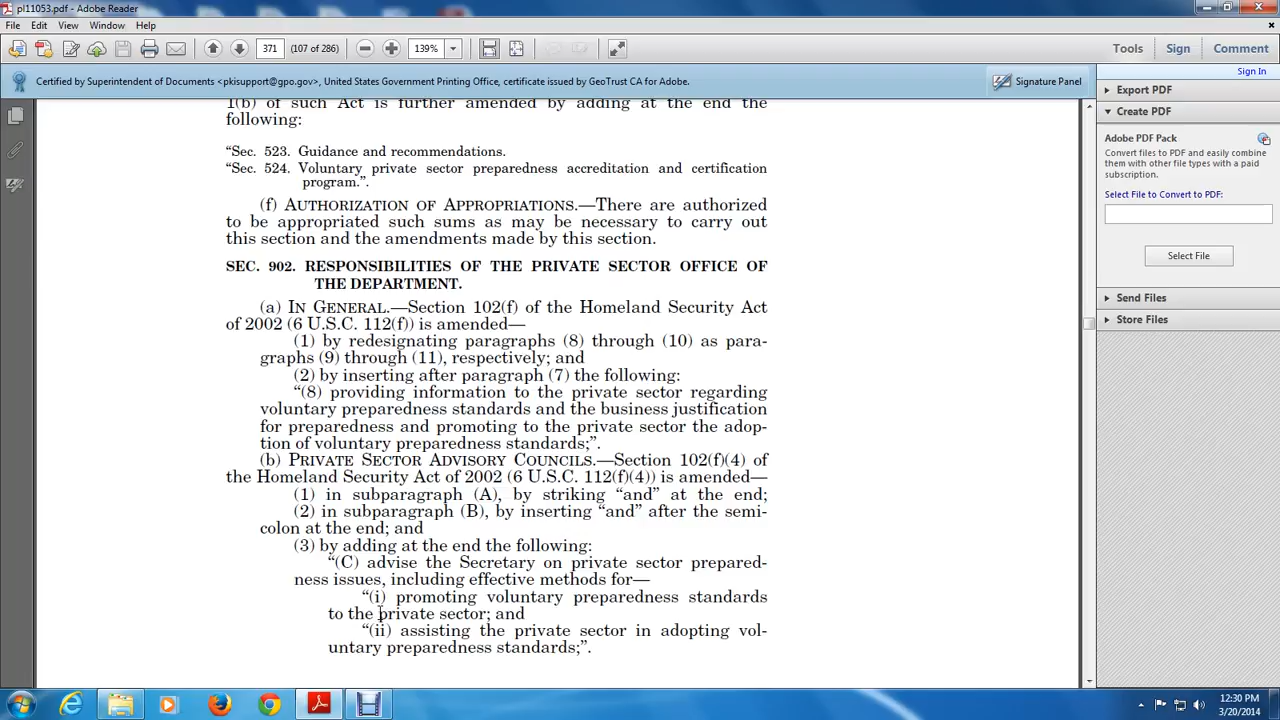 pl11053.pdf - Adobe Reader
File Edit View Window Help
371 (107 of 286) 139% Tools Sign Comment
Certified by Superintendent of Documents <pkisupport@gpo.gov>, United States Government Printing Office, certificate issued by GeoTrust CA for Adobe. Signature Panel
Sign In
Export PDF
Create PDF
Adobe PDF Pack
Convert files to PDF and easily combine
them with other file types with a paid
subscription.
Select File to Convert to PDF:
Select File
Send Files
Store Files
1(b) of such Act is further amended by adding at the end the
following:
“Sec. 523. Guidance and recommendations.
“Sec. 524. Voluntary private sector preparedness accreditation and certification
program.”.
(f) AUTHORIZATION OF APPROPRIATIONS.—There are authorized
to be appropriated such sums as may be necessary to carry out
this section and the amendments made by this section.
SEC. 902. RESPONSIBILITIES OF THE PRIVATE SECTOR OFFICE OF
THE DEPARTMENT.
(a) IN GENERAL.—Section 102(f) of the Homeland Security Act
of 2002 (6 U.S.C. 112(f)) is amended—
(1) by redesignating paragraphs (8) through (10) as para-
graphs (9) through (11), respectively; and
(2) by inserting after paragraph (7) the following:
“(8) providing information to the private sector regarding
voluntary preparedness standards and the business justification
for preparedness and promoting to the private sector the adop-
tion of voluntary preparedness standards;”.
(b) PRIVATE SECTOR ADVISORY COUNCILS.—Section 102(f)(4) of
the Homeland Security Act of 2002 (6 U.S.C. 112(f)(4)) is amended—
(1) in subparagraph (A), by striking “and” at the end;
(2) in subparagraph (B), by inserting “and” after the semi-
colon at the end; and
(3) by adding at the end the following:
“(C) advise the Secretary on private sector prepared-
ness issues, including effective methods for—
“(i) promoting voluntary preparedness standards
to the private sector; and
“(ii) assisting the private sector in adopting vol-
untary preparedness standards;”.
12:30 PM
3/20/2014